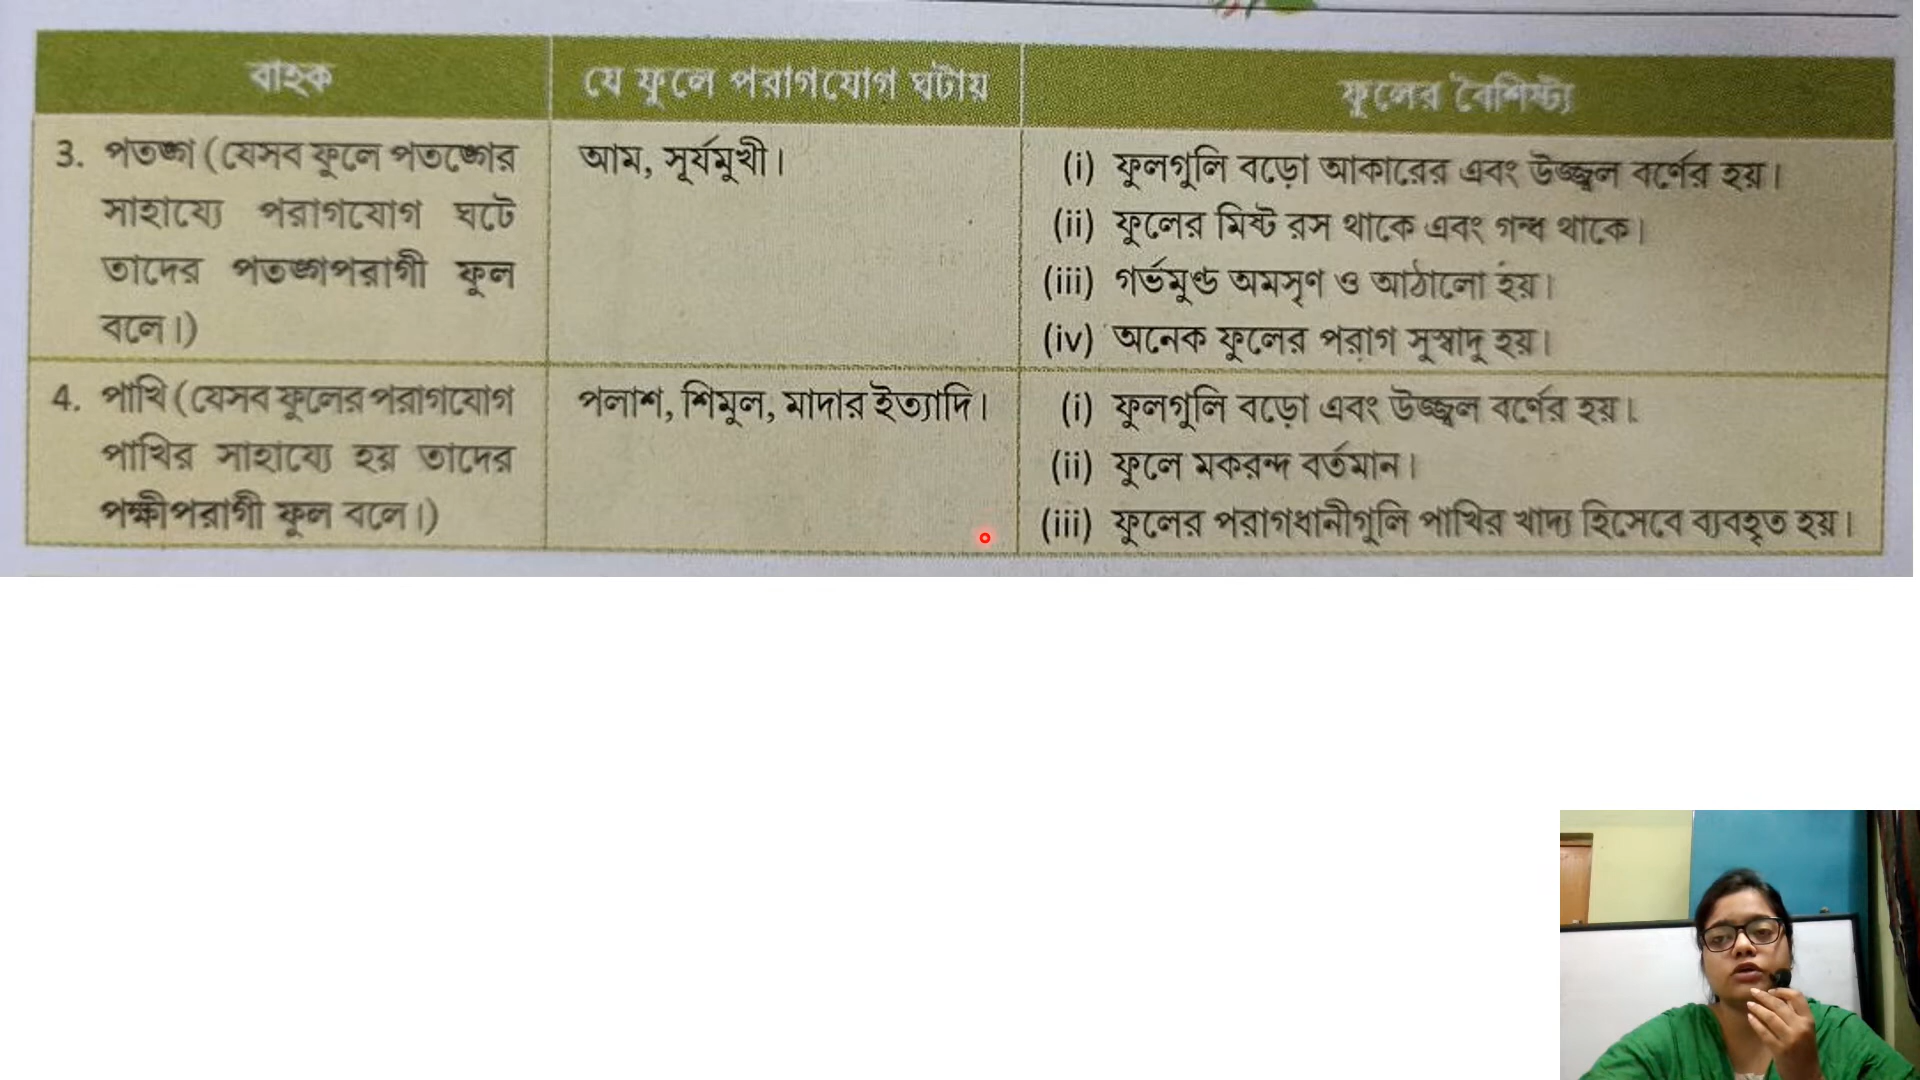 বাহক
যে ফুলে পরাগযোগ ঘটায়
ফুলের বৈশিষ্ট্য
3. পতঙ্গ (যেসব ফুলে পতঙ্গের
সাহায্যে পরাগযোগ ঘটে
তাদের পতঙ্গপরাগী ফুল
বলে।)
আম, সূর্যমুখী।
(i) ফুলগুলি বড়ো আকারের এবং উজ্জ্বল বর্ণের হয়।
(ii) ফুলের মিষ্ট রস থাকে এবং গন্ধ থাকে।
(iii) গর্ভমুণ্ড অমসৃণ ও আঠালো হয়।
(iv) অনেক ফুলের পরাগ সুস্বাদু হয়।
4. পাখি (যেসব ফুলের পরাগযোগ
পাখির সাহায্যে হয় তাদের
পক্ষীপরাগী ফুল বলে।)
পলাশ, শিমুল, মাদার ইত্যাদি।
(i) ফুলগুলি বড়ো এবং উজ্জ্বল বর্ণের হয়।
(ii) ফুলে মকরন্দ বর্তমান।
(iii) ফুলের পরাগধানীগুলি পাখির খাদ্য হিসেবে ব্যবহৃত হয়।